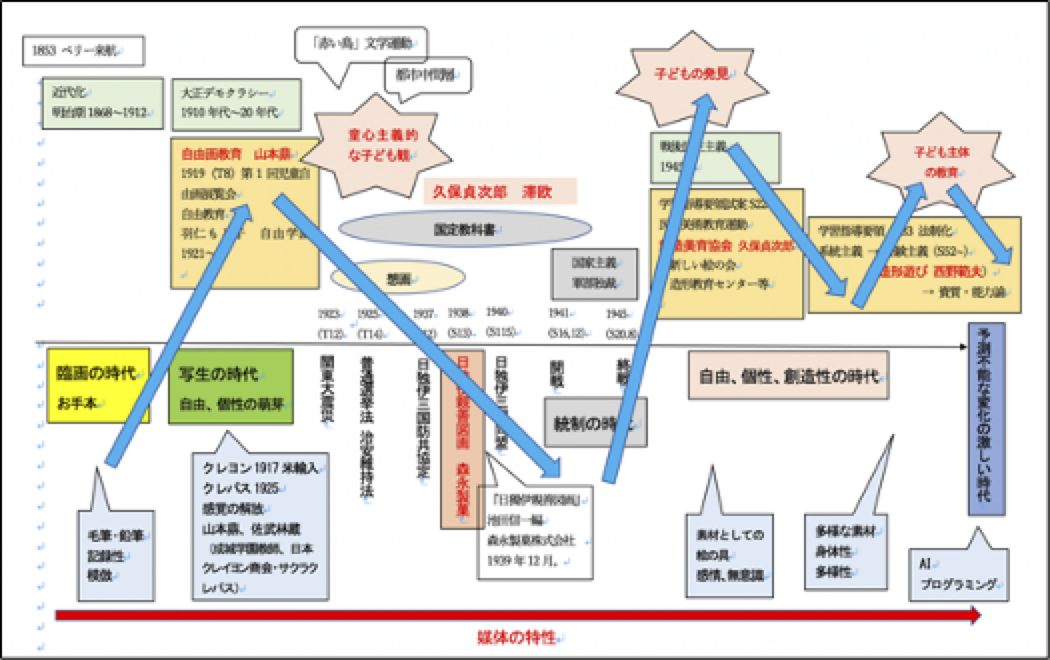 1853 ペリー来航
近代化
明治期 1868～1912
大正デモクラシー
1910 年代～20 年代
「赤い鳥」文学運動
都市中間層
童心主義的
な子ども観
自由画教育 山本鼎
1919（T8）第 1 回児童自
由画展覧会
自由教育
羽仁も 子 自由学
1921～
久保貞次郎 滞欧
国定教科書
想画
国家主義
軍部独裁
子どもの発見
戦後 主義
1945
学習指導要領試案 S22
美術教育運動
造美育協会 久保貞次郎
新しい絵の会
造形教育センター等
子ども主体
の教育
学習指導要領 S33 法制化
系統主義 → 験主義（S52～）
造形遊び 西野範夫）
→ 資質・能力論
1923
(T12)
1925
(T14)
1937
12)
1938
(S13)
1940
(S115)
1941
(S16,12)
1945
(S20,8)
関東大震災
普通選挙法 治安維持法
日独伊三国防共協定
日 親善図画 森永製菓
日独伊三国 盟
開戦
終戦
臨画の時代
お手本
写生の時代
自由、個性の萌芽
統制の時代
自由、個性、創造性の時代
予測不能な変化の激しい時代
毛筆・鉛筆
記録性
模倣
クレヨン 1917 米輸入
クレパス 1925
感覚の解放
山本鼎、佐武林蔵
（成城学園教師、日本
クレイヨン商会・サクラク
レパス）
「日獨伊親善図画」
池田信一編
森永製菓株式会社
1939 年 12 月。
素材としての
絵の具
感情、無意識
多様な素材
身体性
多様性
AI
プログラミング
媒体の特性